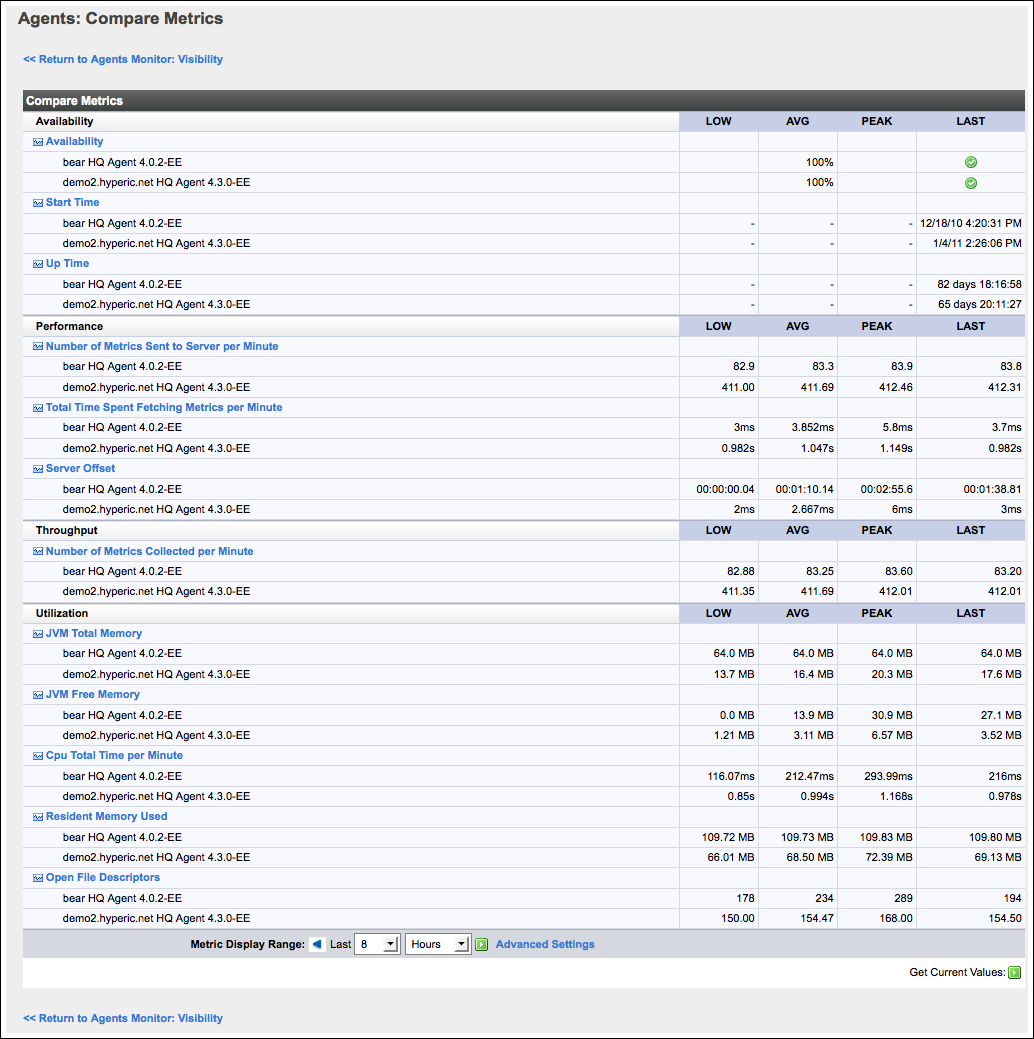 Agents: Compare Metrics
<< Return to Agents Monitor: Visibility
Compare Metrics
Availability LOW AVG PEAK LAST
Availability
bear HQ Agent 4.0.2-EE 100%
demo2.hyperic.net HQ Agent 4.3.0-EE 100%
Start Time
bear HQ Agent 4.0.2-EE - - - 12/18/10 4:20:31 PM
demo2.hyperic.net HQ Agent 4.3.0-EE - - - 1/4/11 2:26:06 PM
Up Time
bear HQ Agent 4.0.2-EE - - - 82 days 18:16:58
demo2.hyperic.net HQ Agent 4.3.0-EE - - - 65 days 20:11:27
Performance LOW AVG PEAK LAST
Number of Metrics Sent to Server per Minute
bear HQ Agent 4.0.2-EE 82.9 83.3 83.9 83.8
demo2.hyperic.net HQ Agent 4.3.0-EE 411.00 411.69 412.46 412.31
Total Time Spent Fetching Metrics per Minute
bear HQ Agent 4.0.2-EE 3ms 3.852ms 5.8ms 3.7ms
demo2.hyperic.net HQ Agent 4.3.0-EE 0.982s 1.047s 1.149s 0.982s
Server Offset
bear HQ Agent 4.0.2-EE 00:00:00.04 00:01:10.14 00:02:55.6 00:01:38.81
demo2.hyperic.net HQ Agent 4.3.0-EE 2ms 2.667ms 6ms 3ms
Throughput LOW AVG PEAK LAST
Number of Metrics Collected per Minute
bear HQ Agent 4.0.2-EE 82.88 83.25 83.60 83.20
demo2.hyperic.net HQ Agent 4.3.0-EE 411.35 411.69 412.01 412.01
Utilization LOW AVG PEAK LAST
JVM Total Memory
bear HQ Agent 4.0.2-EE 64.0 MB 64.0 MB 64.0 MB 64.0 MB
demo2.hyperic.net HQ Agent 4.3.0-EE 13.7 MB 16.4 MB 20.3 MB 17.6 MB
JVM Free Memory
bear HQ Agent 4.0.2-EE 0.0 MB 13.9 MB 30.9 MB 27.1 MB
demo2.hyperic.net HQ Agent 4.3.0-EE 1.21 MB 3.11 MB 6.57 MB 3.52 MB
Cpu Total Time per Minute
bear HQ Agent 4.0.2-EE 116.07ms 212.47ms 293.99ms 216ms
demo2.hyperic.net HQ Agent 4.3.0-EE 0.85s 0.994s 1.168s 0.978s
Resident Memory Used
bear HQ Agent 4.0.2-EE 109.72 MB 109.73 MB 109.83 MB 109.80 MB
demo2.hyperic.net HQ Agent 4.3.0-EE 66.01 MB 68.50 MB 72.39 MB 69.13 MB
Open File Descriptors
bear HQ Agent 4.0.2-EE 178 234 289 194
demo2.hyperic.net HQ Agent 4.3.0-EE 150.00 154.47 168.00 154.50
Metric Display Range: Last 8 Hours Advanced Settings
Get Current Values:
<< Return to Agents Monitor: Visibility